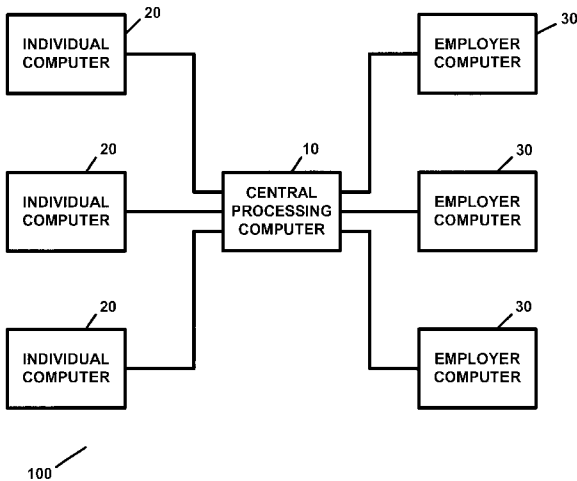 20
INDIVIDUAL
COMPUTER
30
EMPLOYER
COMPUTER
20
INDIVIDUAL
COMPUTER
10
CENTRAL
PROCESSING
COMPUTER
30
EMPLOYER
COMPUTER
20
INDIVIDUAL
COMPUTER
30
EMPLOYER
COMPUTER
100